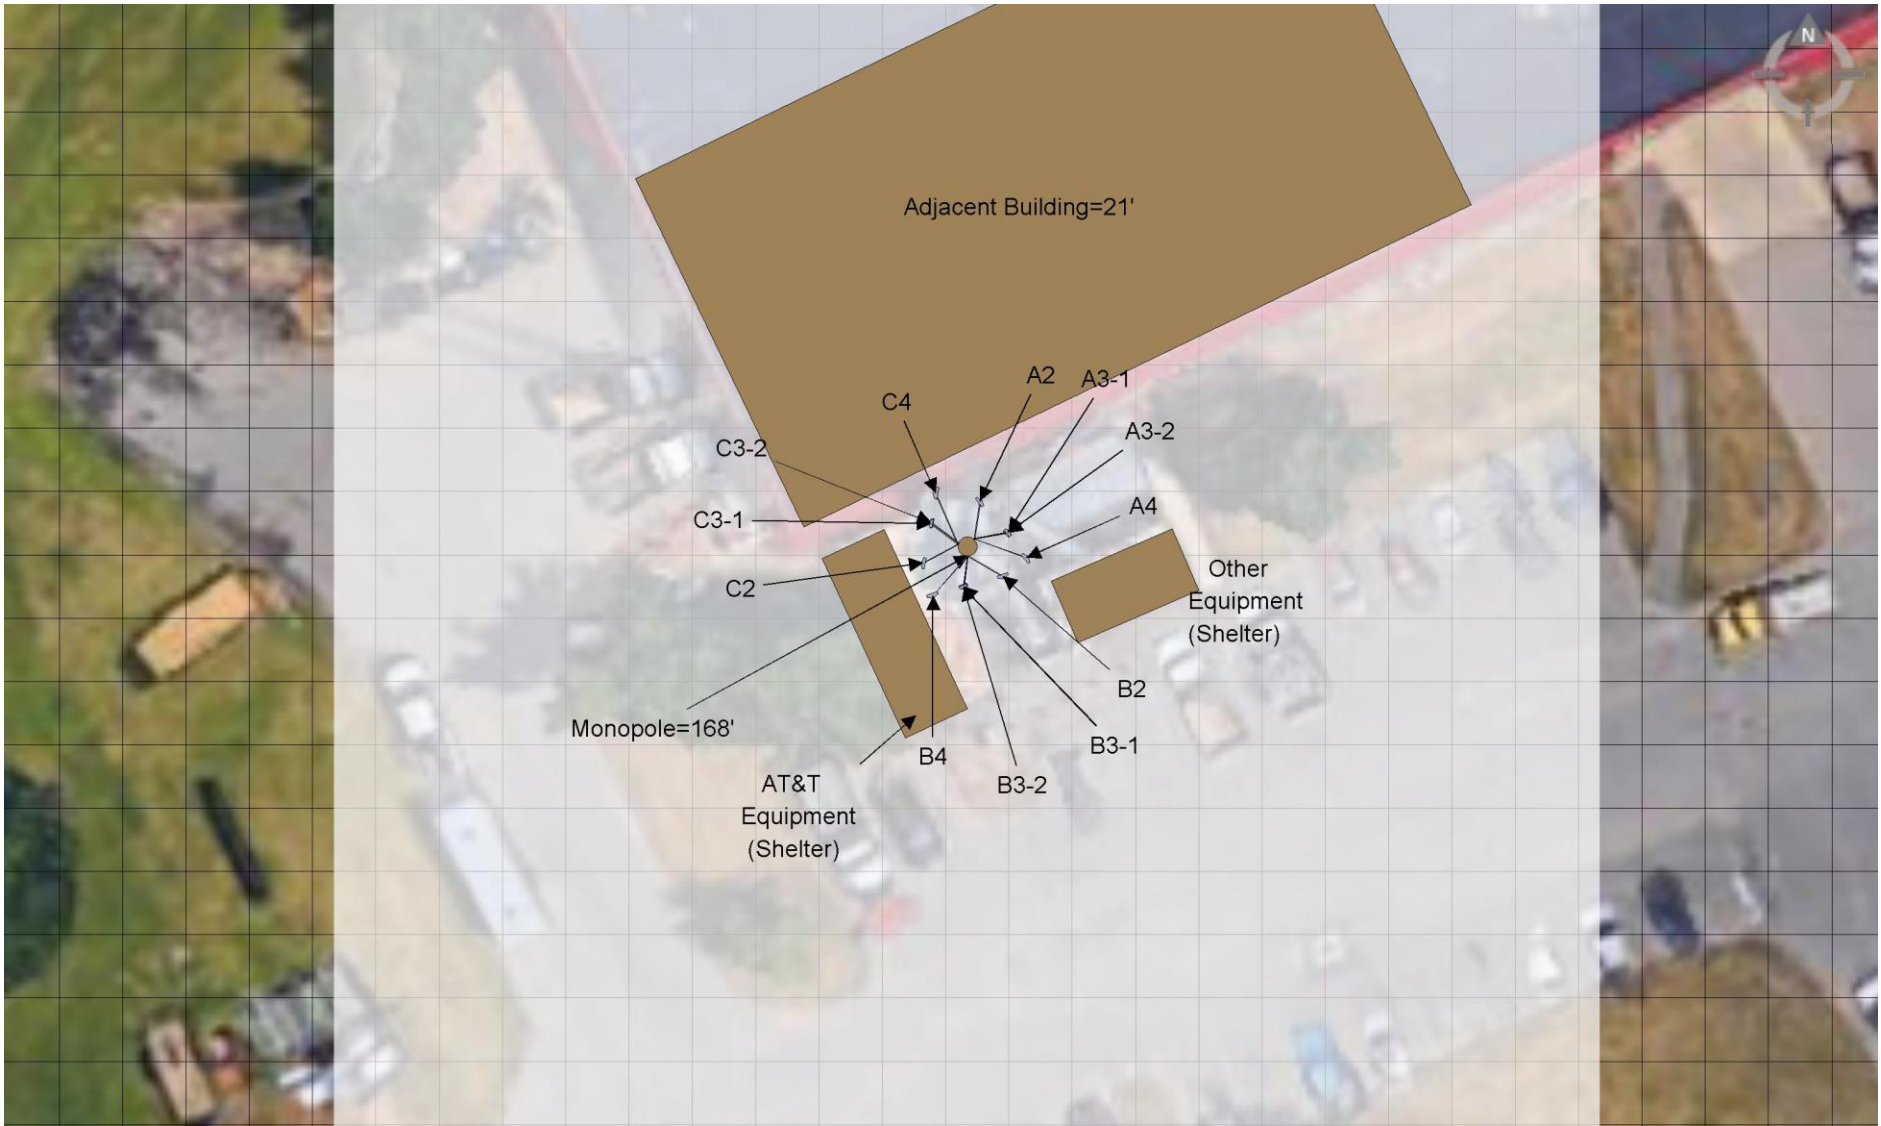 N
Adjacent Building=21'
A2
A3-1
C4
A3-2
C3-2
A4
C3-1
Other
Equipment
(Shelter)
C2
B2
Monopole=168'
B3-1
B4
B3-2
AT&T
Equipment
(Shelter)